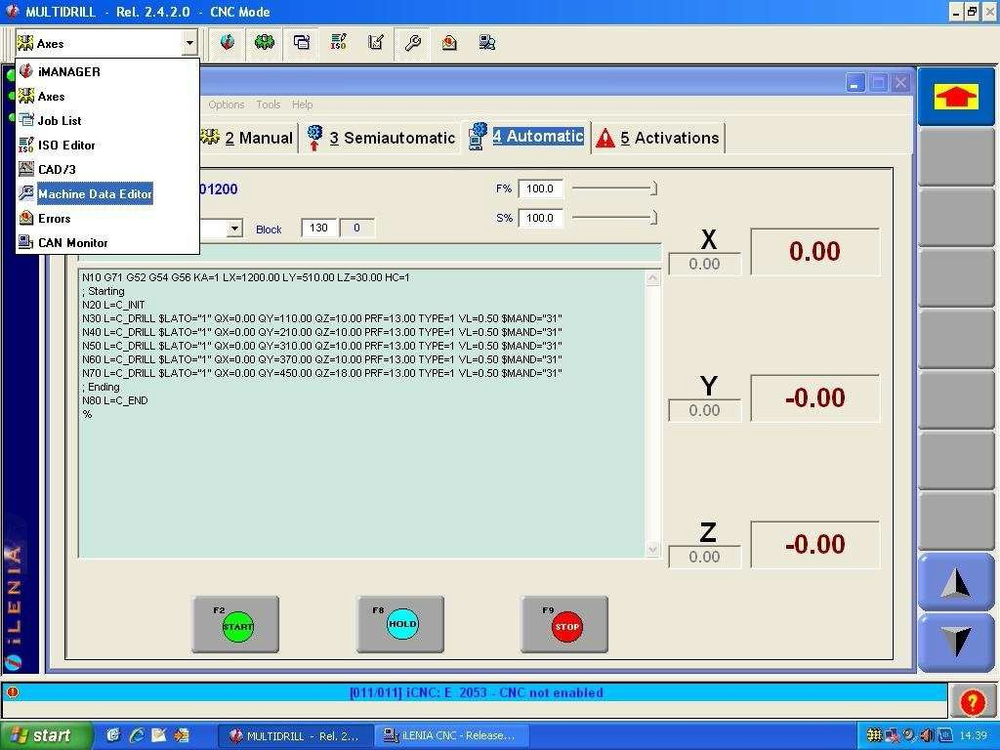 MULTIDRILL - Rel. 2.4.2.0 - CNC Mode
Axes
iMANAGER
Axes
Job List
ISO Editor
CAD/3
Machine Data Editor
Errors
CAN Monitor
ISO
Options Tools Help
2 Manual 3 Semiautomatic 4 Automatic 5 Activations
01200
F% 100.0
S% 100.0
Block 130 0
N10 G71 G52 G54 G56 KA=1 LX=1200.00 LY=510.00 LZ=30.00 HC=1
; Starting
N20 L=C_INIT
N30 L=C_DRILL $LATO="1" QX=0.00 QY=110.00 QZ=10.00 PRF=13.00 TYPE=1 VL=0.50 $MAND="31"
N40 L=C_DRILL $LATO="1" QX=0.00 QY=210.00 QZ=10.00 PRF=13.00 TYPE=1 VL=0.50 $MAND="31"
N50 L=C_DRILL $LATO="1" QX=0.00 QY=310.00 QZ=10.00 PRF=13.00 TYPE=1 VL=0.50 $MAND="31"
N60 L=C_DRILL $LATO="1" QX=0.00 QY=370.00 QZ=10.00 PRF=13.00 TYPE=1 VL=0.50 $MAND="31"
N70 L=C_DRILL $LATO="1" QX=0.00 QY=450.00 QZ=18.00 PRF=13.00 TYPE=1 VL=0.50 $MAND="31"
; Ending
N80 L=C_END
%
X 0.00
0.00
Y -0.00
0.00
Z -0.00
0.00
F2 START
F8 HOLD
F9 STOP
iLENIA
[011/011] iCNC: E 2053 - CNC not enabled
start
MULTIDRILL - Rel. 2...
iLENIA CNC - Release...
14.39